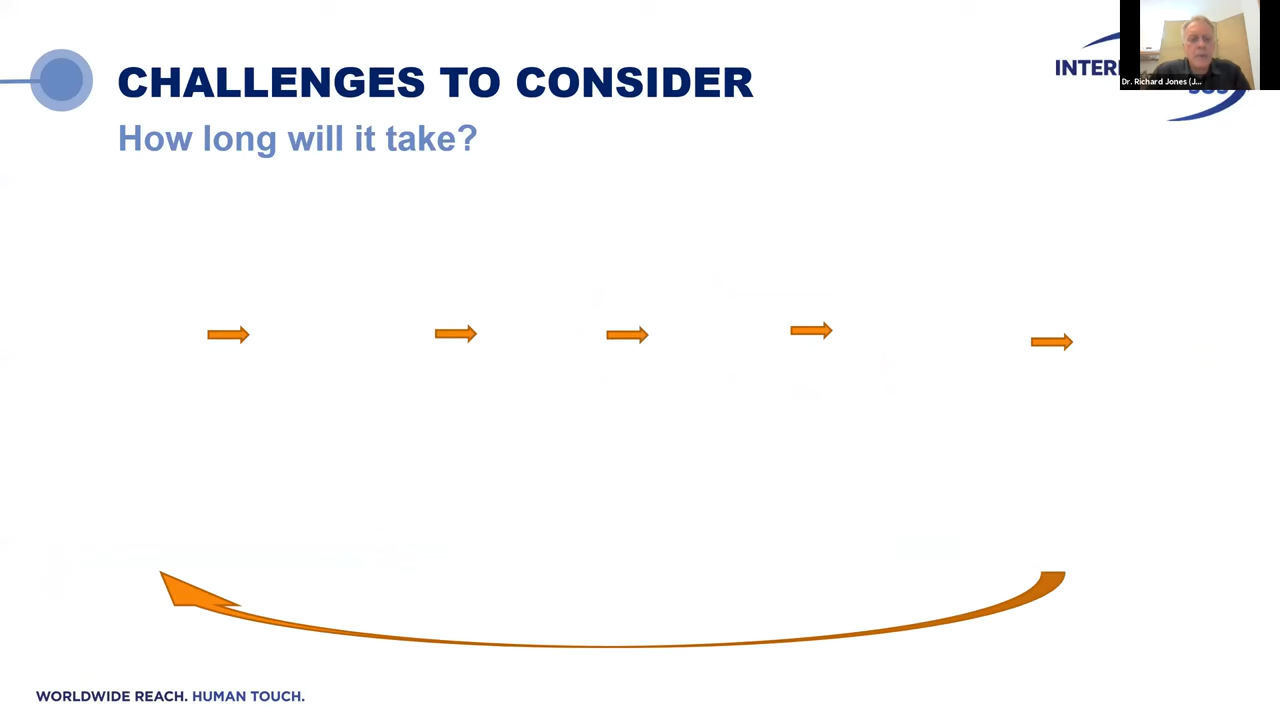 CHALLENGES TO CONSIDER
How long will it take?
INTER
Dr. Richard Jones (J...
WORLDWIDE REACH. HUMAN TOUCH.